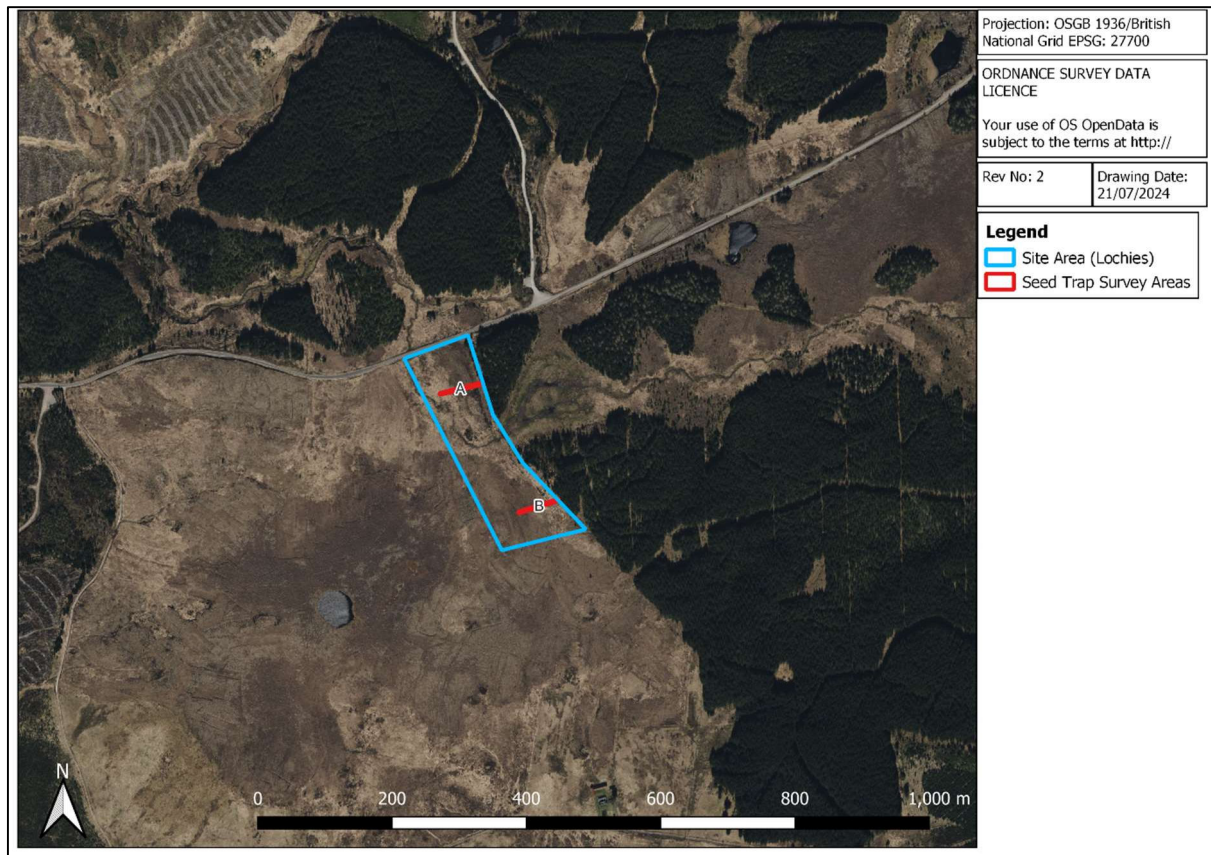 Projection: OSGB 1936/British
National Grid EPSG: 27700
ORDNANCE SURVEY DATA
LICENCE
Your use of OS OpenData is
subject to the terms at http://
Rev No: 2
Drawing Date:
21/07/2024
Legend
Site Area (Lochies)
Seed Trap Survey Areas
A
B
N
0 200 400 600 800 1,000 m